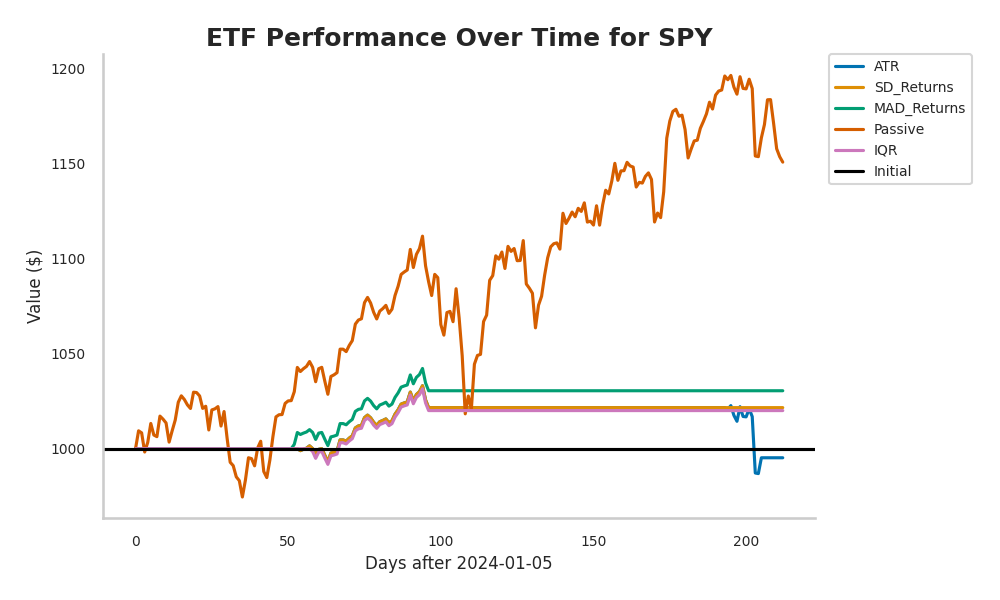 ETF Performance Over Time for SPY
1200
1150
1100
1050
1000
Value ($)
0 50 100 150 200
Days after 2024-01-05
ATR
SD_Returns
MAD_Returns
Passive
IQR
Initial